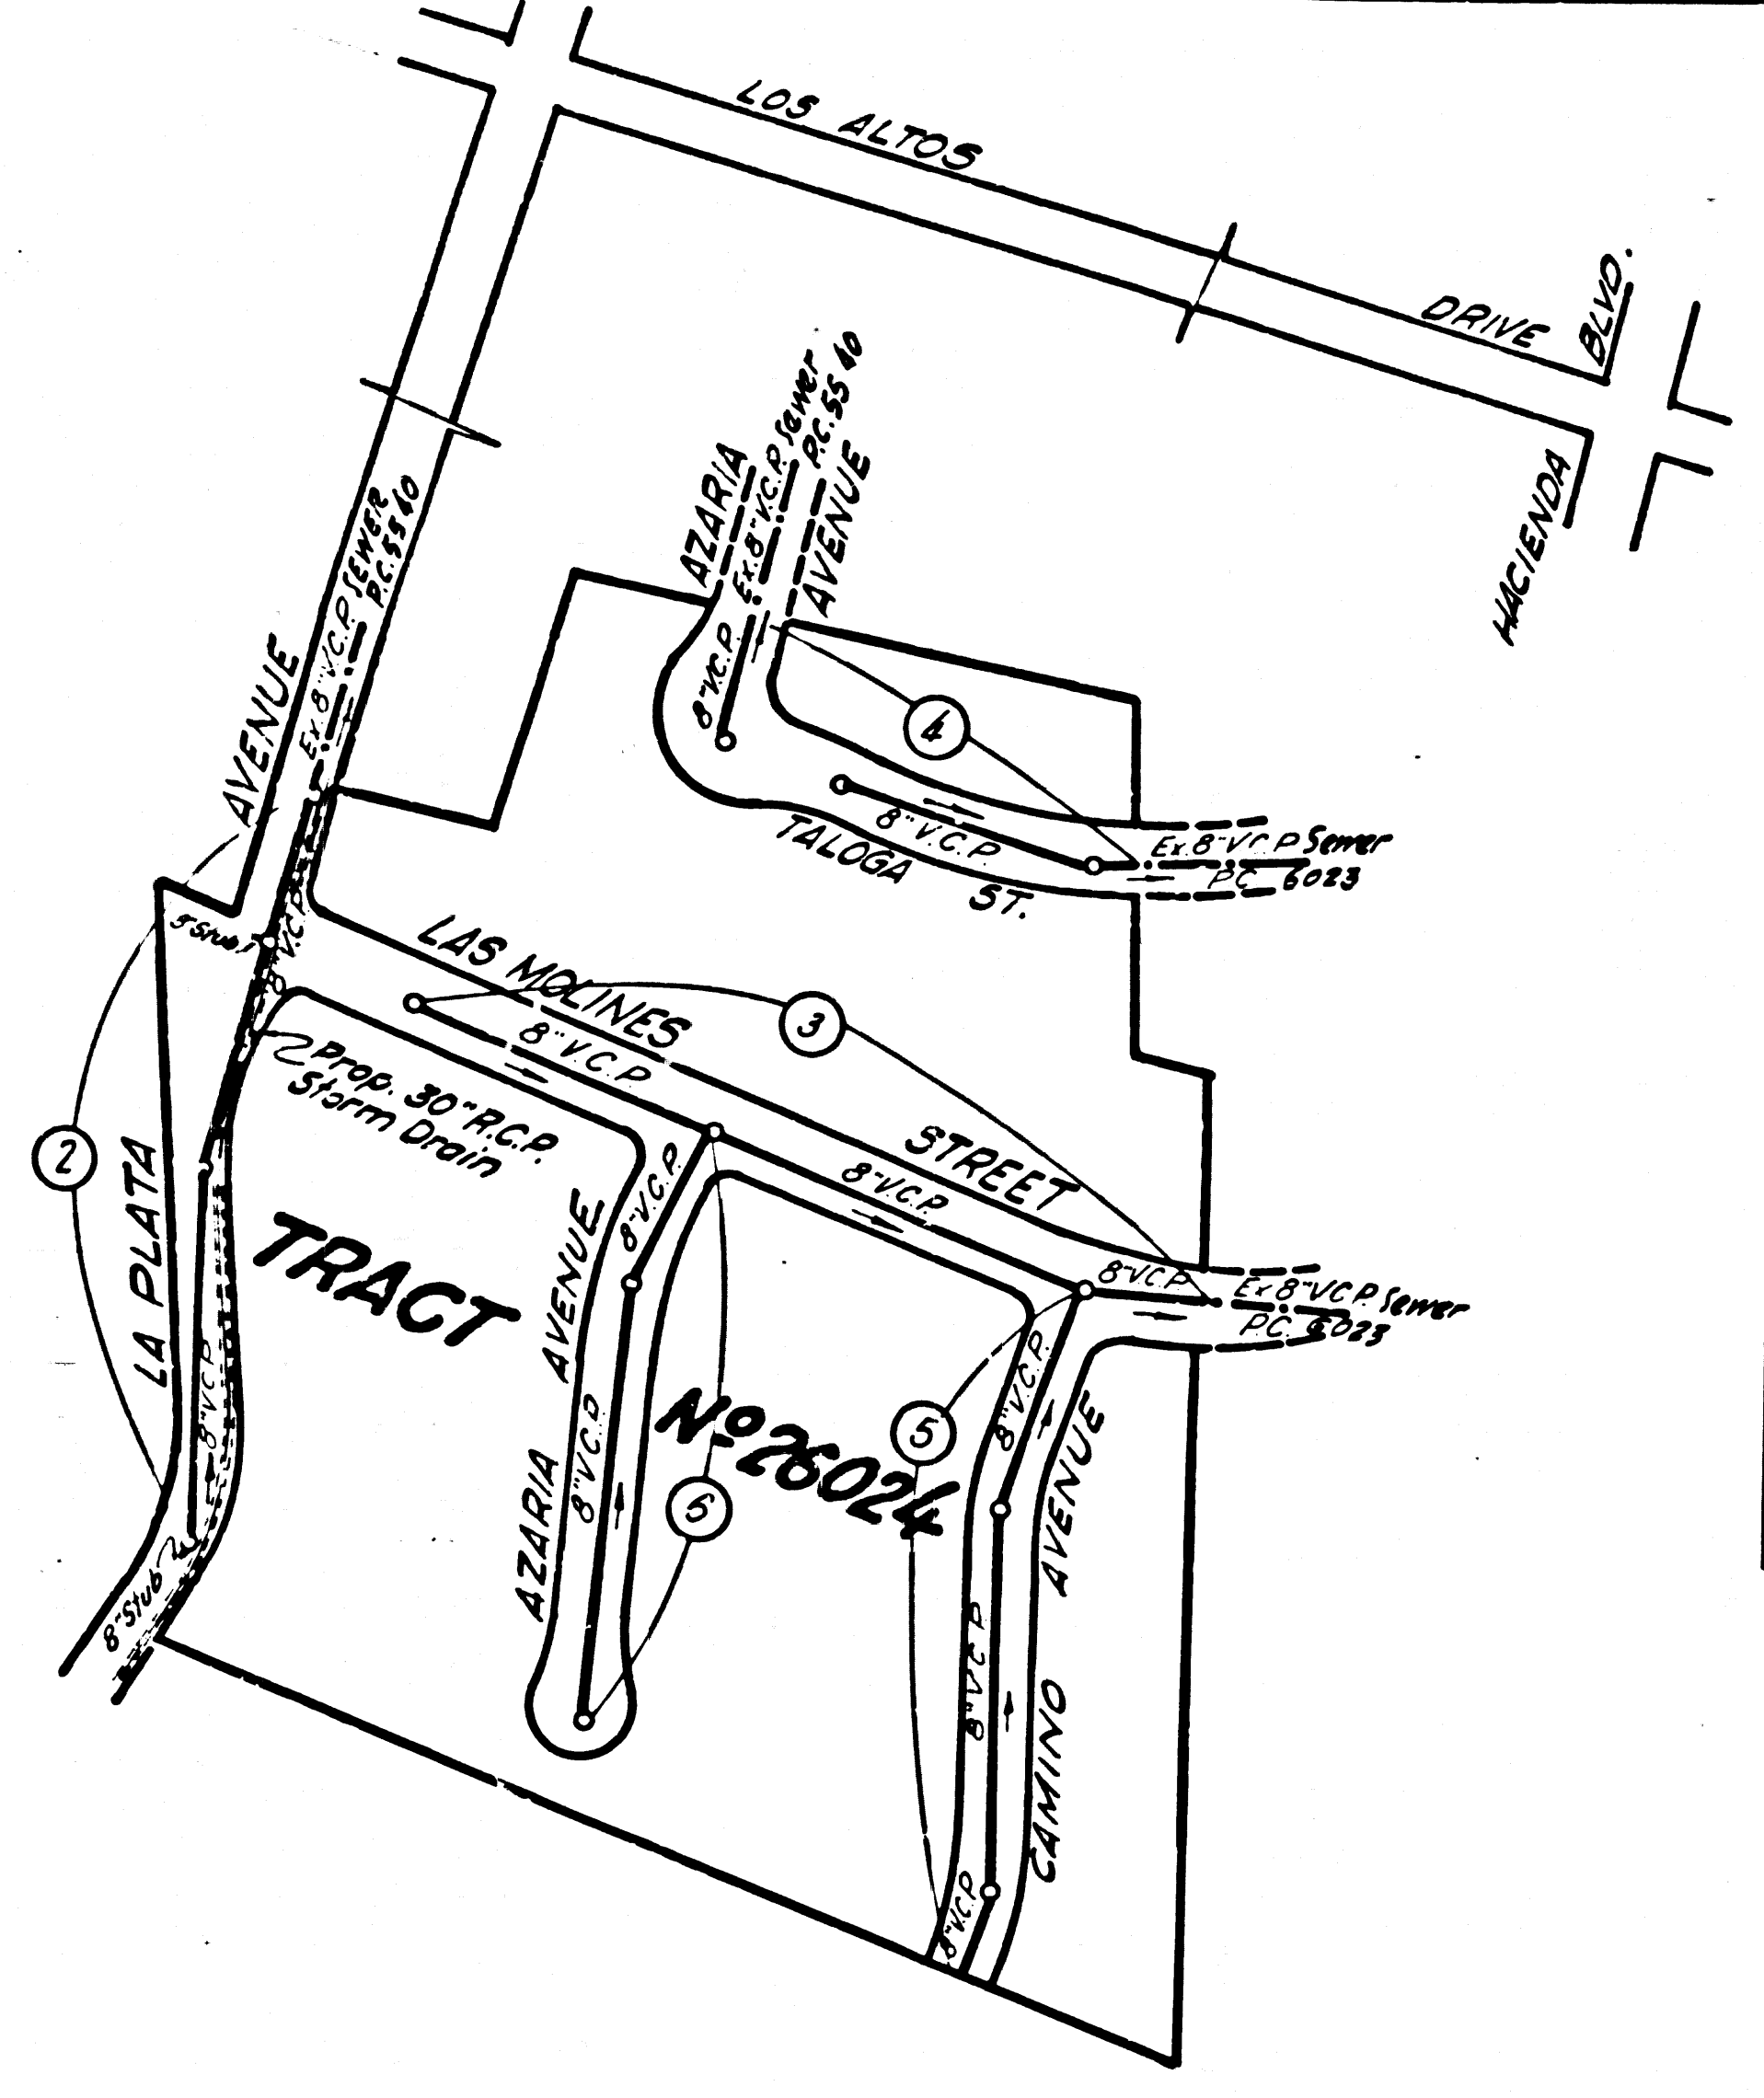 LOS ALTOS DRIVE
HACIENDA BLVD.
AZARIA AVENUE
Ex. 8" V.C.P. Sewer
P.C. 5540
8" V.C.P.
AVENUE
Ex. 8" V.C.P. SEWER
P.C. 5540
8" V.C.P.
4
8" V.C.P.
TALOGA ST.
Ex 8" V.C.P Sewer
P.C. 6023
LAS MOLINES STREET
3
8" V.C.P
Prop. 30" R.C.P.
Storm Drain
2
LA PLATA
8" V.C.P.
8" V.C.P.
8" V.C.P
Ex 8" V.C.P. Sewer
P.C. 6023
TRACT
No 26024
AZARIA AVENUE
8" V.C.P.
8" V.C.P
6
5
8" V.C.P.
CAMINO AVENUE
8" V.C.P
8" V.C.P.
8" Stub